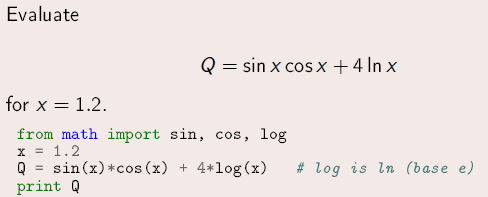 Evaluate
Q = sin x cos x + 4 ln x
for x = 1.2.
from math import sin, cos, log
x = 1.2
Q = sin(x)*cos(x) + 4*log(x)   # log is ln (base e)
print Q